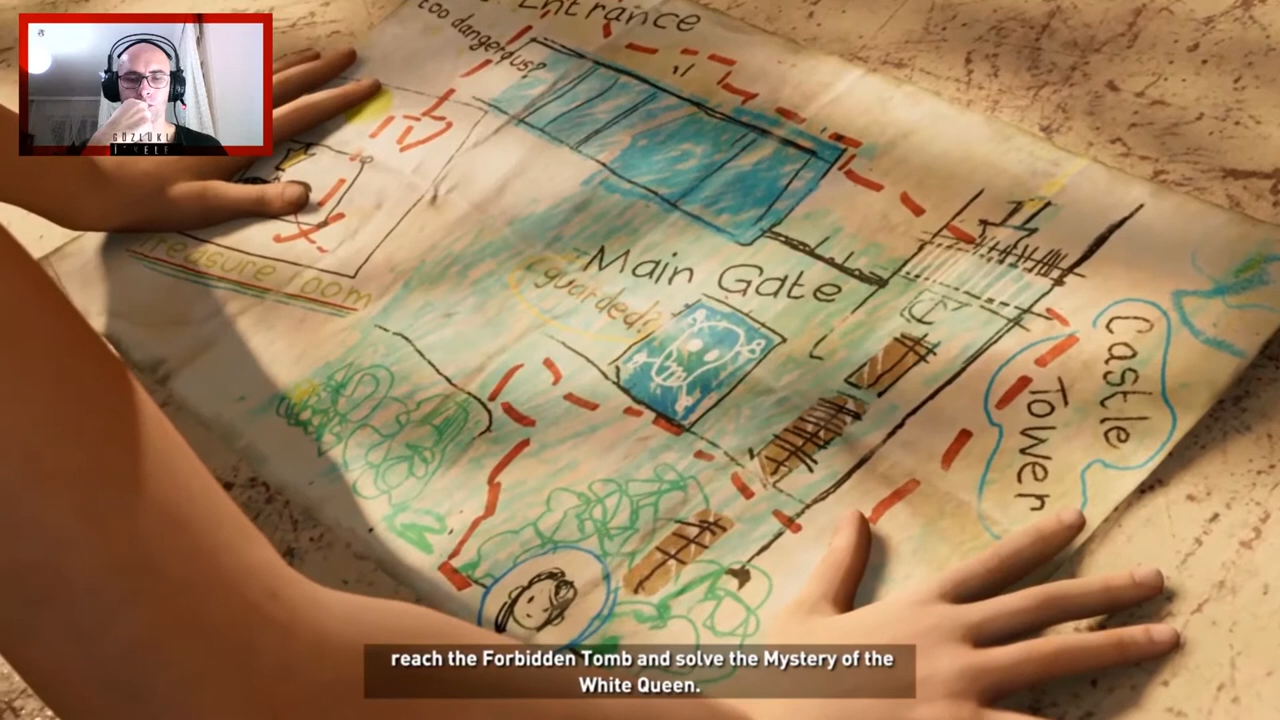 Entrance
too dangerous?
treasure room
Main Gate
(guarded!)
Castle
Tower
GÖZLÜKL
reach the Forbidden Tomb and solve the Mystery of the
White Queen.